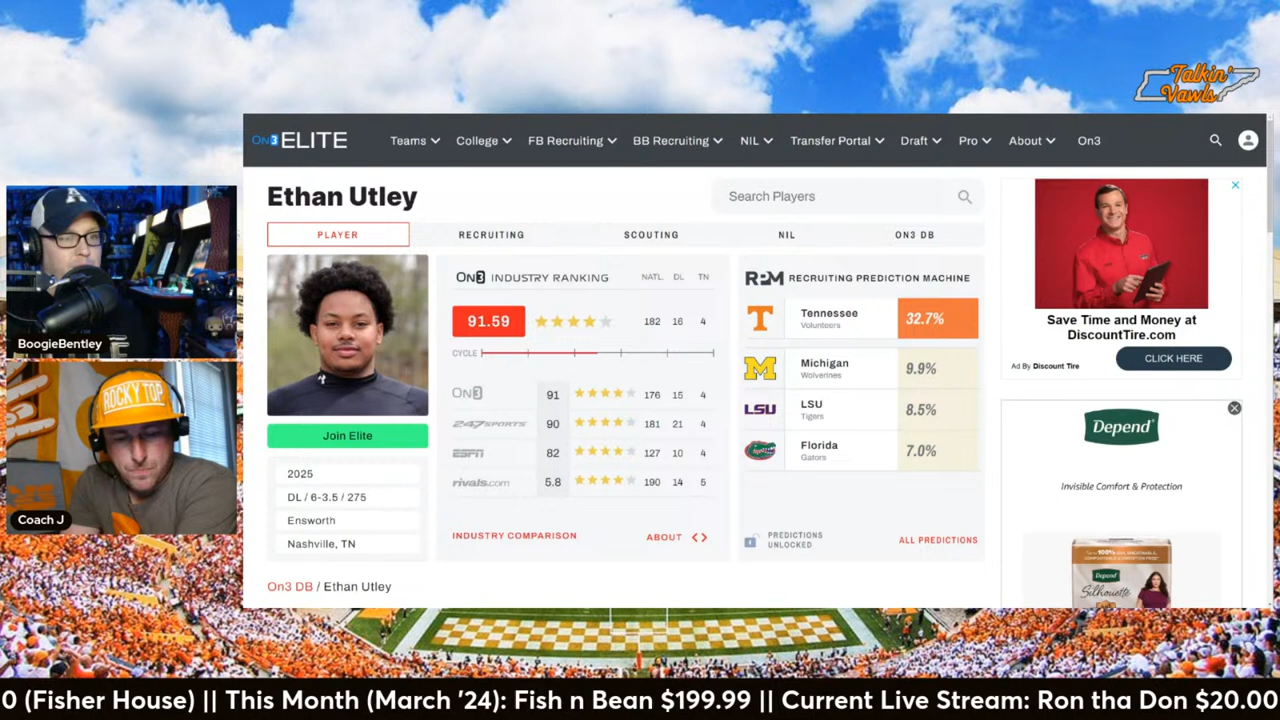 Talkin'
Vawls
On3 ELITE
Teams College FB Recruiting BB Recruiting NIL Transfer Portal Draft Pro About On3
Ethan Utley
Search Players
PLAYER RECRUITING SCOUTING NIL ON3 DB
On3 INDUSTRY RANKING NATL. DL TN
91.59 182 16 4
CYCLE
On3 91 176 15 4
247SPORTS 90 181 21 4
ESPN 82 127 10 4
rivals.com 5.8 190 14 5
INDUSTRY COMPARISON ABOUT
RPM RECRUITING PREDICTION MACHINE
T Tennessee 32.7%
Volunteers
M Michigan 9.9%
Wolverines
LSU LSU 8.5%
Tigers
Florida 7.0%
Gators
PREDICTIONS
UNLOCKED
ALL PREDICTIONS
Join Elite
2025
DL / 6-3.5 / 275
Ensworth
Nashville, TN
On3 DB / Ethan Utley
Save Time and Money at
DiscountTire.com
Ad By Discount Tire CLICK HERE
Depend
Invisible Comfort & Protection
Depend
Silhouette
A
BoogieBentley
ROCKY TOP
Coach J
0 (Fisher House) || This Month (March '24): Fish n Bean $199.99 || Current Live Stream: Ron tha Don $20.00